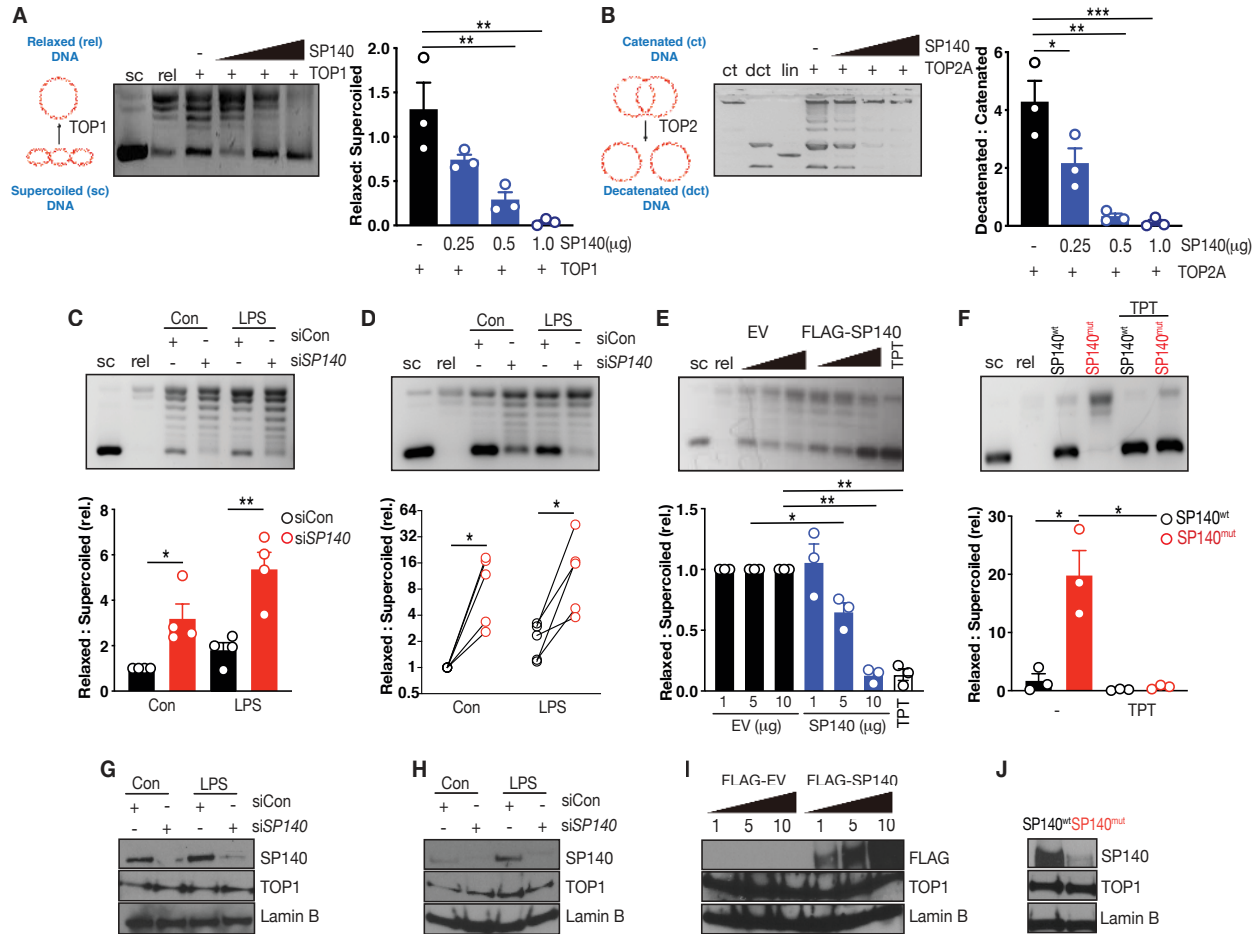 A
Relaxed (rel)
DNA
TOP1
Supercoiled (sc)
DNA
- SP140
sc rel + + + + TOP1
Relaxed: Supercoiled
2.0
1.5
1.0
0.5
0.0
**
**
- 0.25 0.5 1.0 SP140(μg)
+ + + + TOP1
B
Catenated (ct)
DNA
TOP2
Decatenated (dct)
DNA
- SP140
ct dct lin + + + + TOP2A
Decatenated : Catenated
6
4
2
0
***
**
*
- 0.25 0.5 1.0 SP140(μg)
+ + + + TOP2A
C
Con LPS
+ - + - siCon
sc rel - + - + siSP140
Relaxed : Supercoiled (rel.)
8
6
4
2
0
*
**
Con LPS
siCon
siSP140
D
Con LPS
+ - + - siCon
sc rel - + - + siSP140
Relaxed : Supercoiled (rel.)
64
36
16
4
2
1
0.5
*
*
Con LPS
E
EV FLAG-SP140
sc rel TPT
Relaxed : Supercoiled (rel.)
1.5
1.0
0.5
0.0
**
**
*
1 5 10 1 5 10 TPT
EV (μg) SP140 (μg)
F
TPT
sc rel SP140wt SP140mut SP140wt SP140mut
Relaxed : Supercoiled (rel.)
30
20
10
0
* *
SP140wt
SP140mut
- TPT
G
Con LPS
+ - + - siCon
- + - + siSP140
SP140
TOP1
Lamin B
H
Con LPS
+ - + - siCon
- + - + siSP140
SP140
TOP1
Lamin B
I
FLAG-EV FLAG-SP140
1 5 10 1 5 10
FLAG
TOP1
Lamin B
J
SP140wt SP140mut
SP140
TOP1
Lamin B